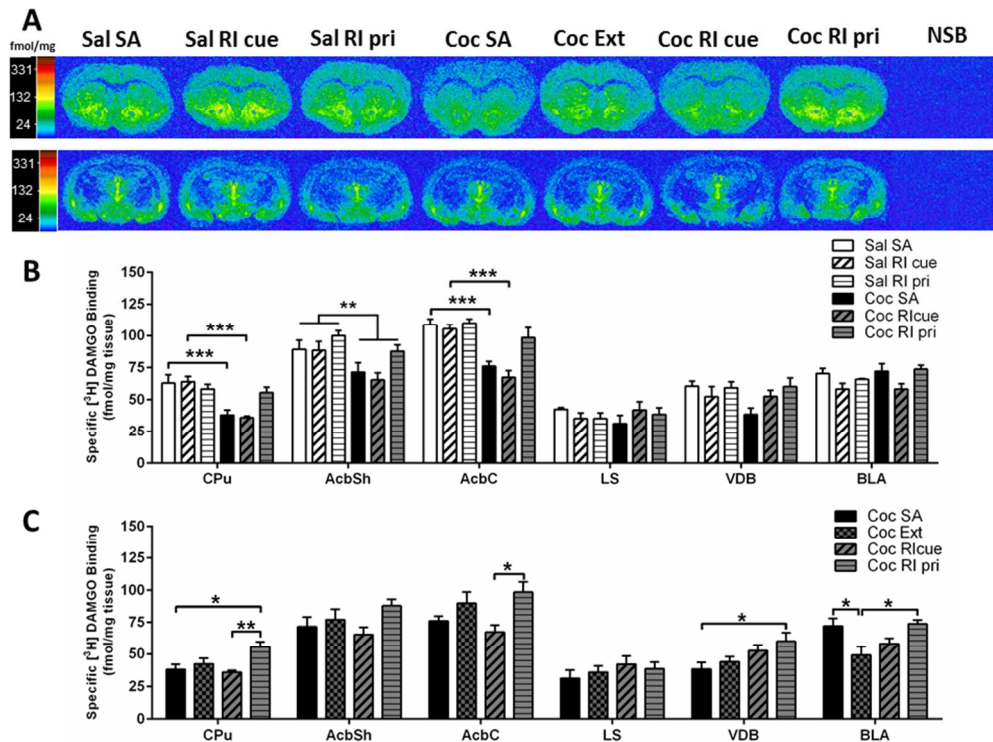 A
fmol/mg
Sal SA Sal RI cue Sal RI pri Coc SA Coc Ext Coc RI cue Coc RI pri NSB
331
132
24
331
132
24
B
Specific [³H] DAMGO Binding
(fmol/mg tissue)
150
125
100
75
50
25
0
*** *** ** *** ***
Sal SA
Sal RI cue
Sal RI pri
Coc SA
Coc RIcue
Coc RI pri
CPu AcbSh AcbC LS VDB BLA
C
Specific [³H] DAMGO Binding
(fmol/mg tissue)
150
125
100
75
50
25
0
* ** * * * *
Coc SA
Coc Ext
Coc RIcue
Coc RI pri
CPu AcbSh AcbC LS VDB BLA